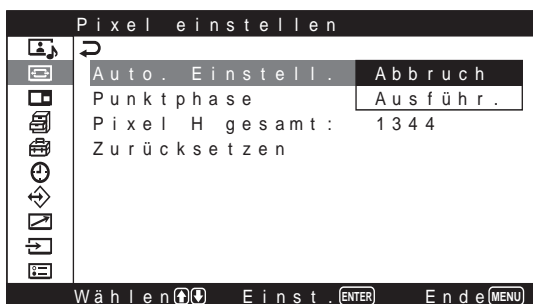 Pixel einstellen
Auto. Einstell. Abbruch
Punktphase Ausführ.
Pixel H gesamt: 1344
Zurücksetzen
Wählen Einst. ENTER Ende MENU